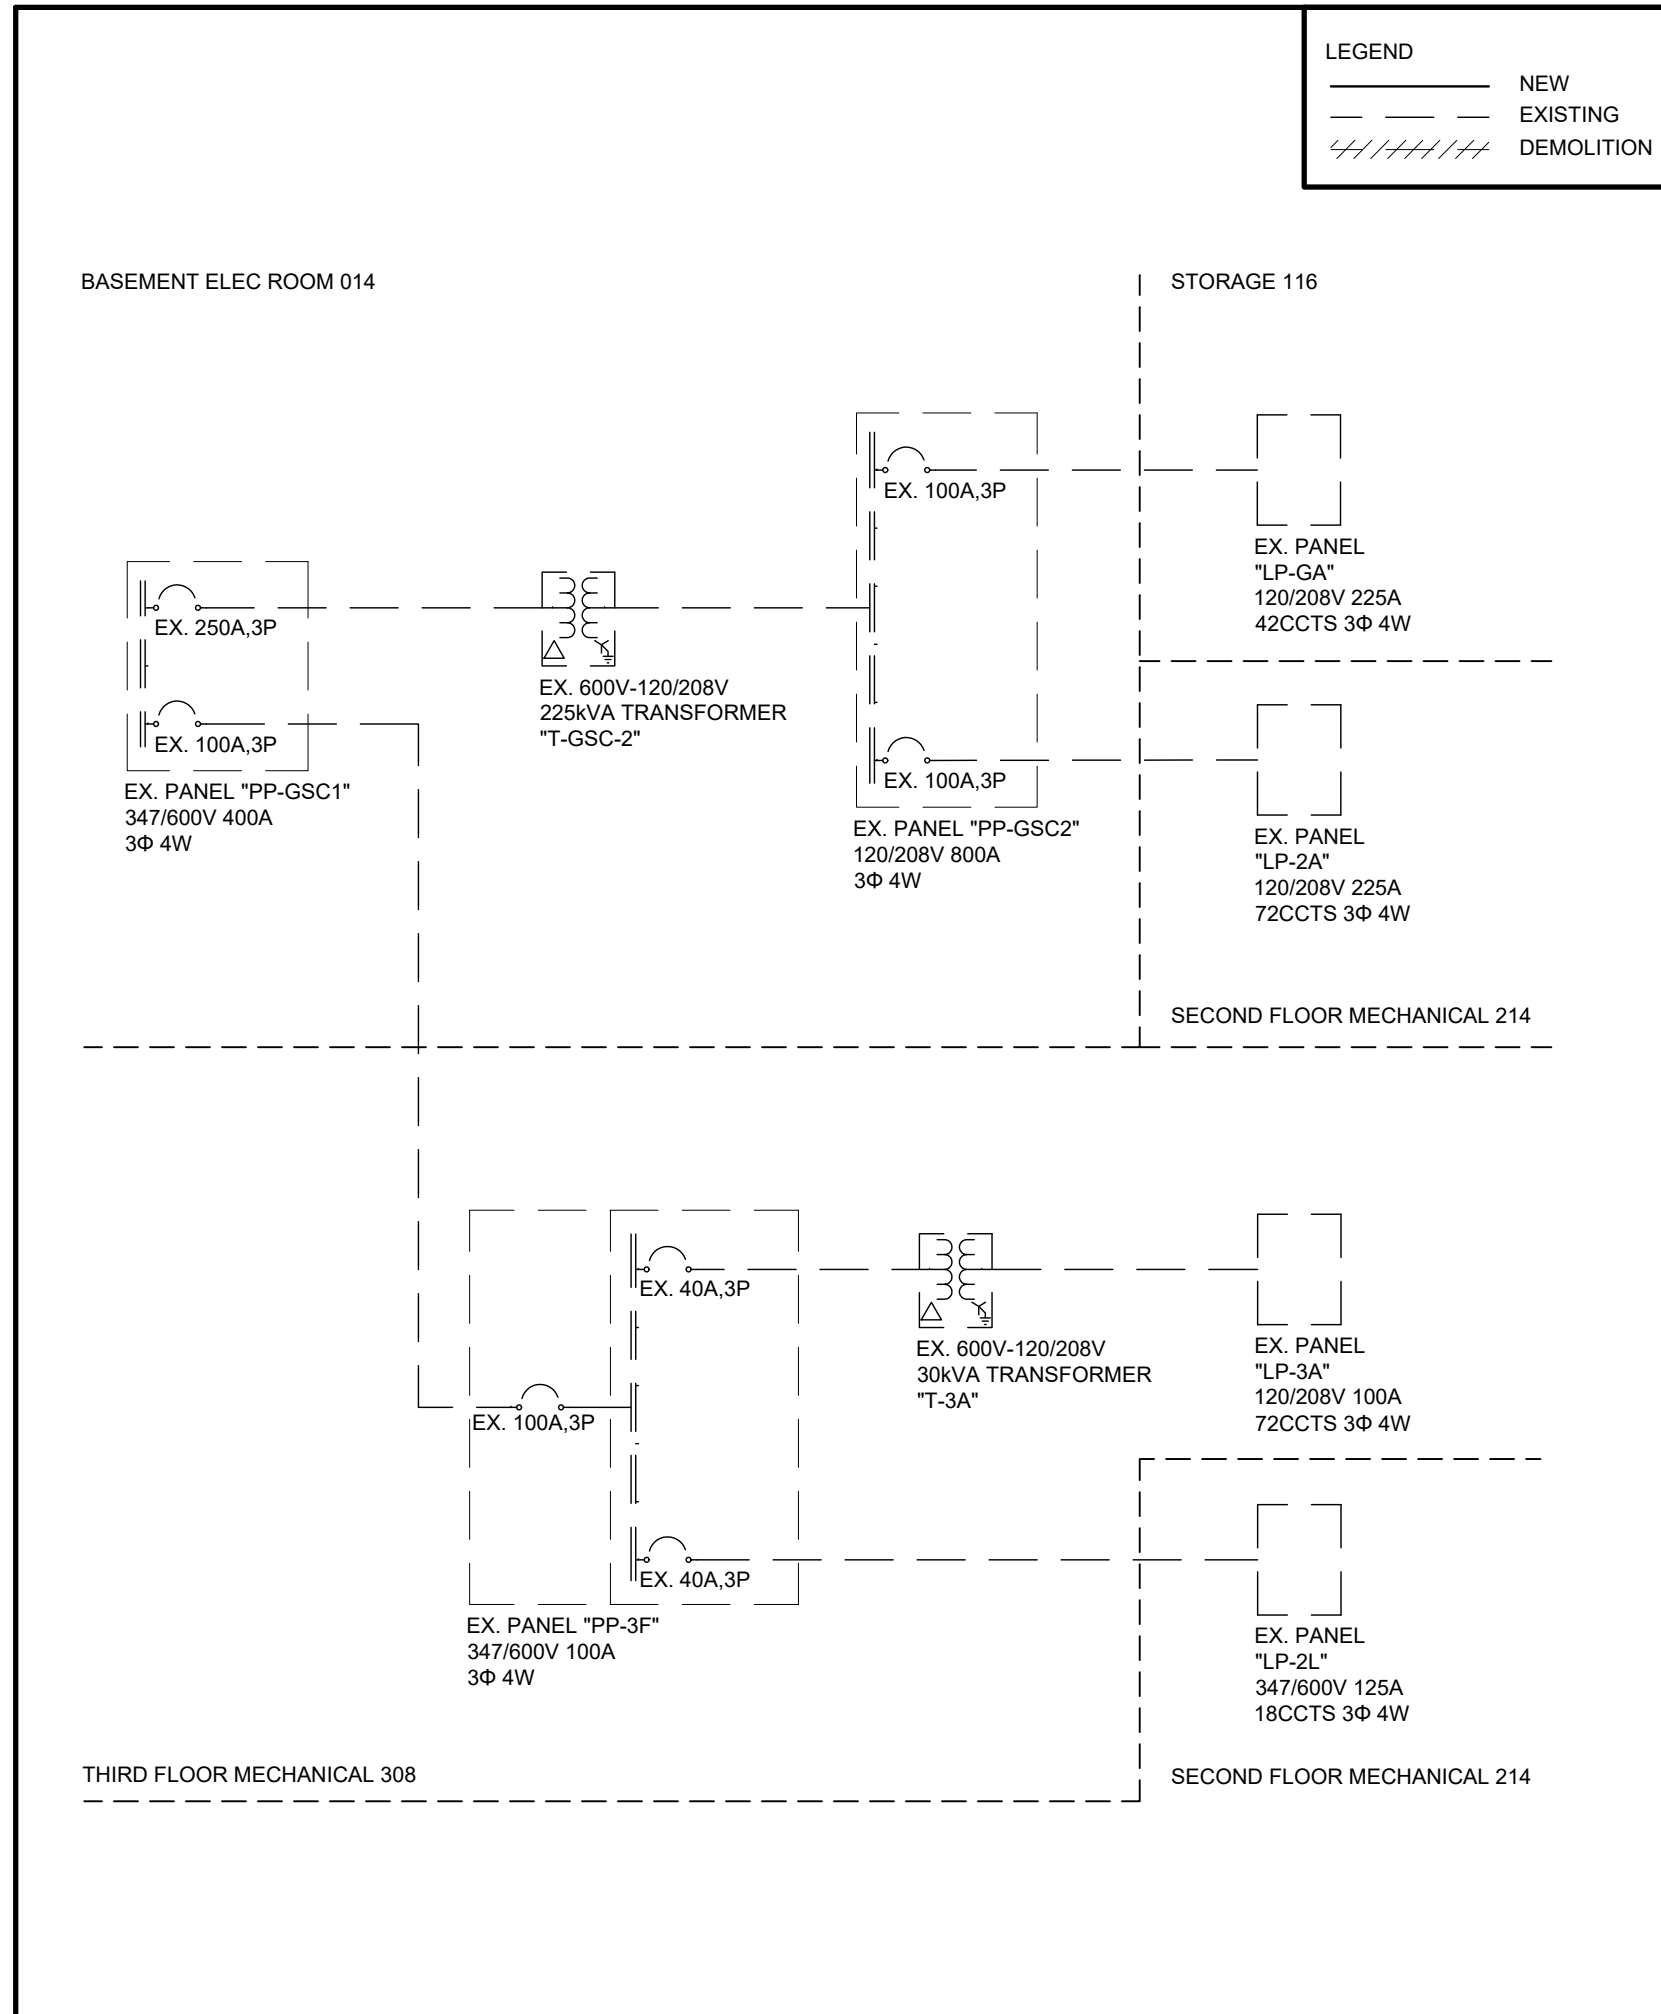 LEGEND
NEW
EXISTING
DEMOLITION
BASEMENT ELEC ROOM 014
STORAGE 116
EX. 250A,3P
EX. 100A,3P
EX. PANEL "PP-GSC1"
347/600V 400A
3Φ 4W
EX. 600V-120/208V
225kVA TRANSFORMER
"T-GSC-2"
EX. 100A,3P
EX. 100A,3P
EX. PANEL "PP-GSC2"
120/208V 800A
3Φ 4W
EX. PANEL
"LP-GA"
120/208V 225A
42CCTS 3Φ 4W
EX. PANEL
"LP-2A"
120/208V 225A
72CCTS 3Φ 4W
SECOND FLOOR MECHANICAL 214
EX. 100A,3P
EX. 40A,3P
EX. 40A,3P
EX. PANEL "PP-3F"
347/600V 100A
3Φ 4W
EX. 600V-120/208V
30kVA TRANSFORMER
"T-3A"
EX. PANEL
"LP-3A"
120/208V 100A
72CCTS 3Φ 4W
EX. PANEL
"LP-2L"
347/600V 125A
18CCTS 3Φ 4W
THIRD FLOOR MECHANICAL 308
SECOND FLOOR MECHANICAL 214